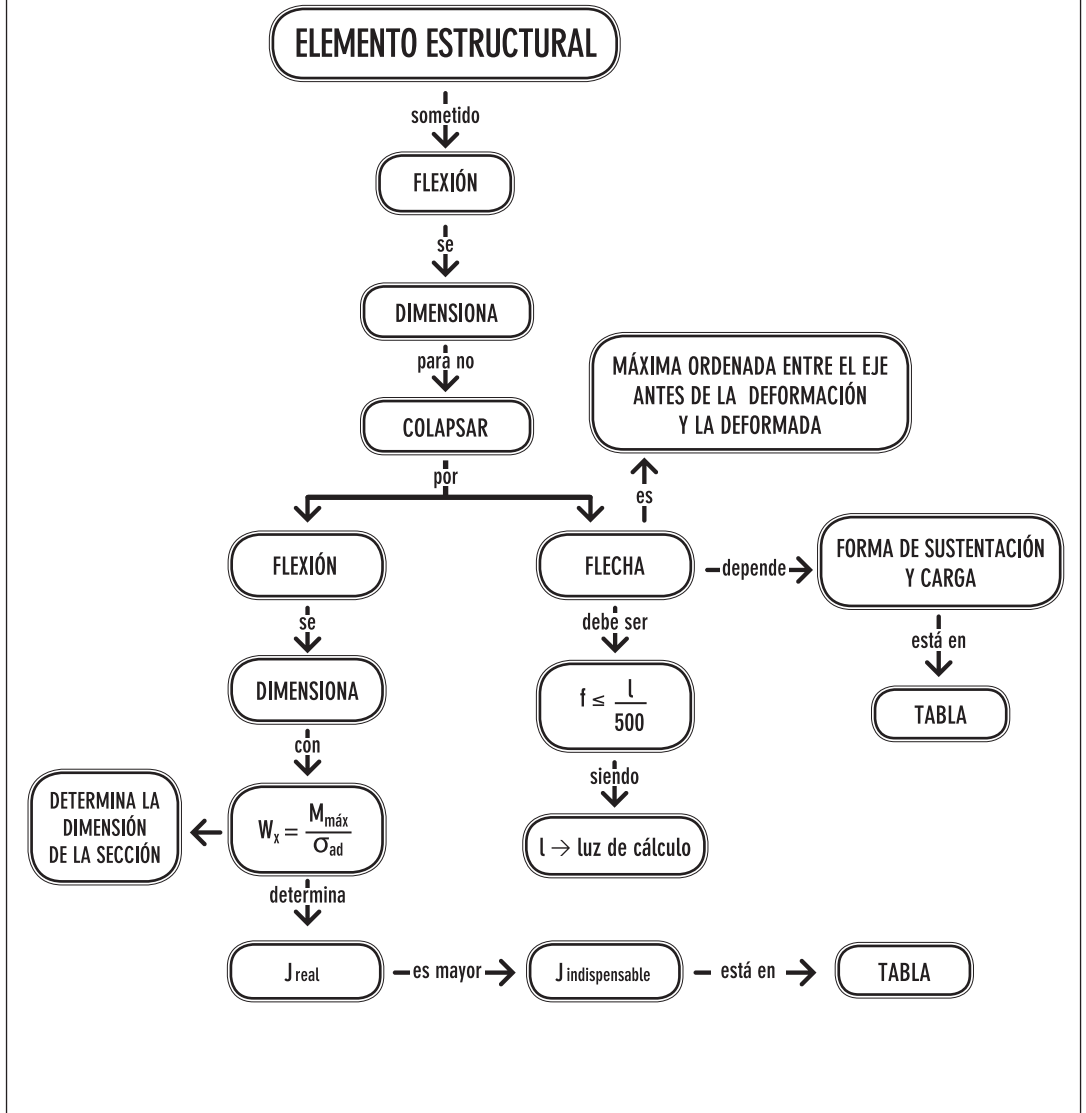 ELEMENTO ESTRUCTURAL
sometido
FLEXIÓN
se
DIMENSIONA
para no
COLAPSAR
por
MÁXIMA ORDENADA ENTRE EL EJE
ANTES DE LA DEFORMACIÓN
Y LA DEFORMADA
es
FLEXIÓN
FLECHA
depende
FORMA DE SUSTENTACIÓN
Y CARGA
está en
TABLA
se
DIMENSIONA
con
Wx = Mmáx / σad
DETERMINA LA
DIMENSIÓN
DE LA SECCIÓN
debe ser
f ≤ l / 500
siendo
l → luz de cálculo
determina
J real
es mayor
J indispensable
está en
TABLA